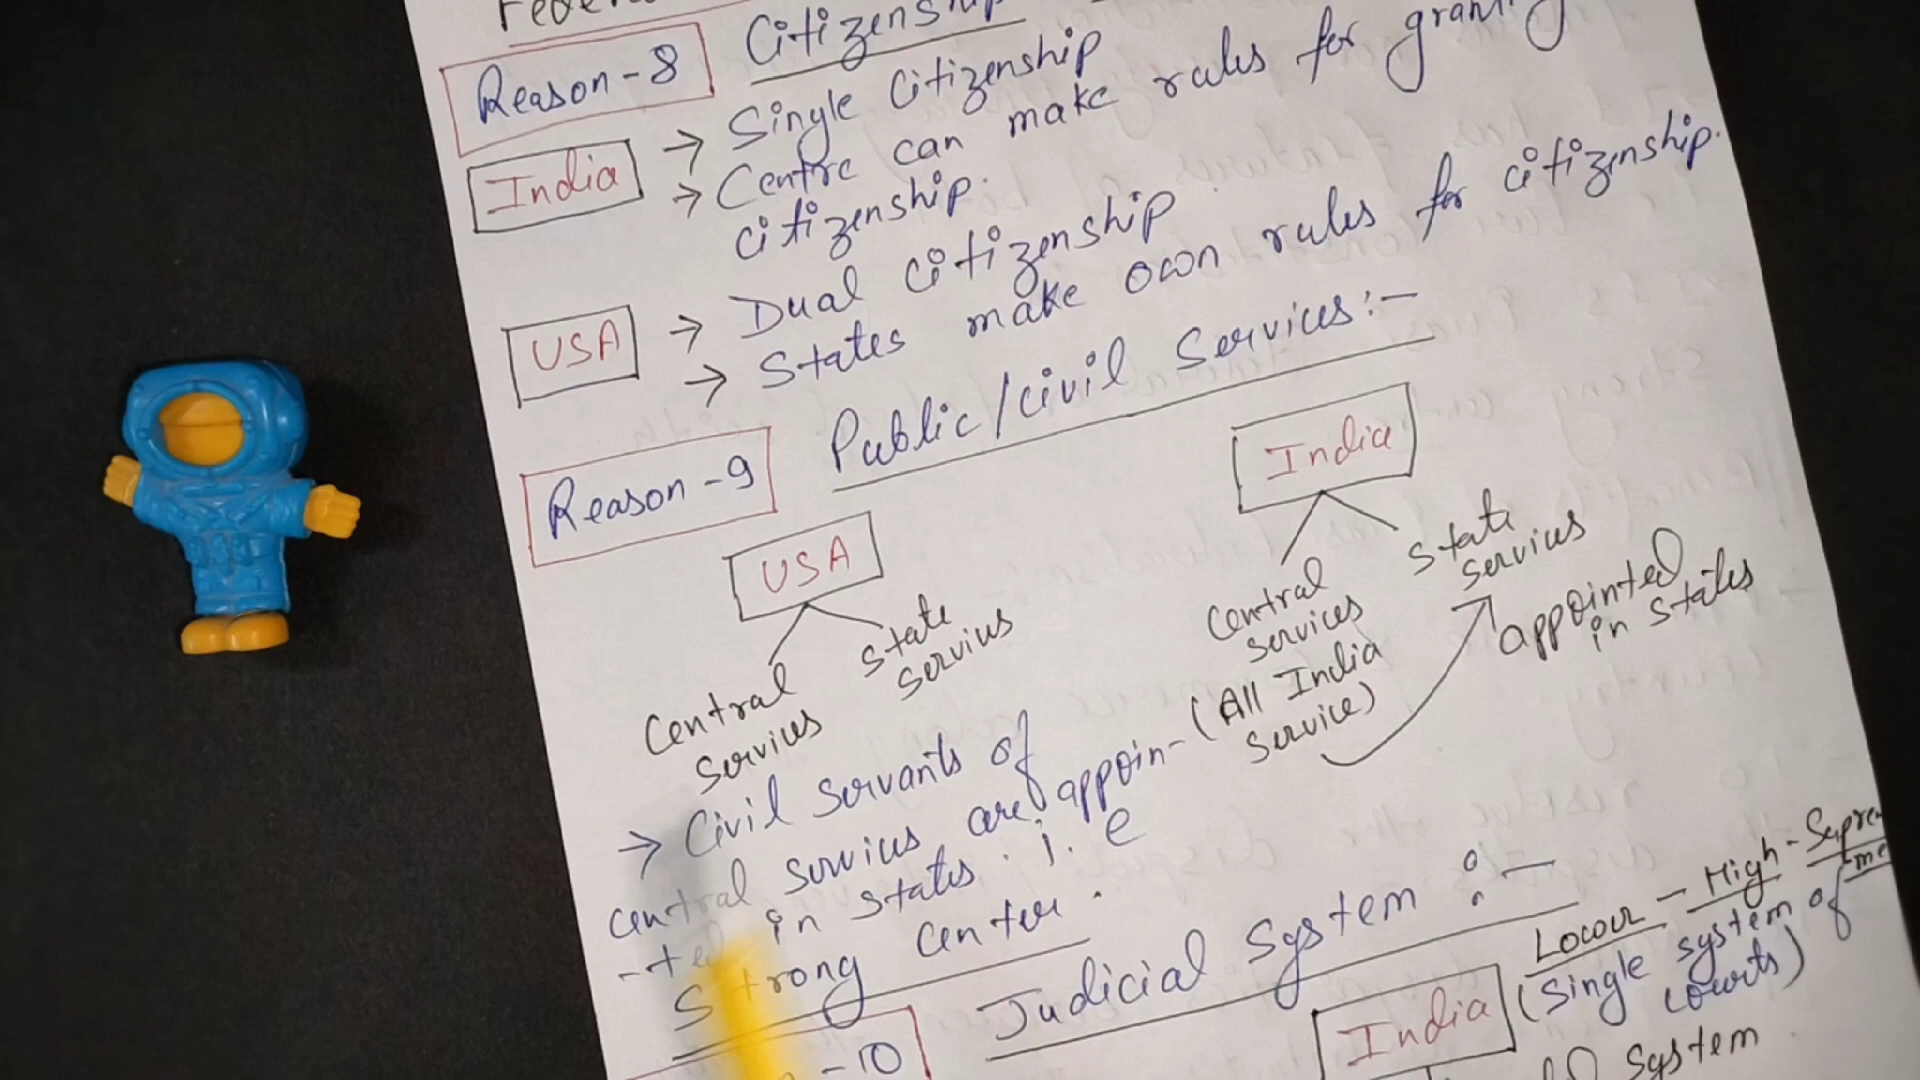 Reason-8 Citizenship
India → Single Citizenship
→ Centre can make rules for
citizenship.
USA → Dual Citizenship.
→ States make own rules for citizenship.
Reason-9 Public/Civil Services:-
USA
Central Services
State Services
India
Central Services (All India Service)
State Services
appointed in States
→ Civil Servants of
Central Services are appoin-
-ted in States. i.e
Strong Center.
-10 Judicial System :-
India
Lower - High - Supre-
-me
(Single system of
courts)
System